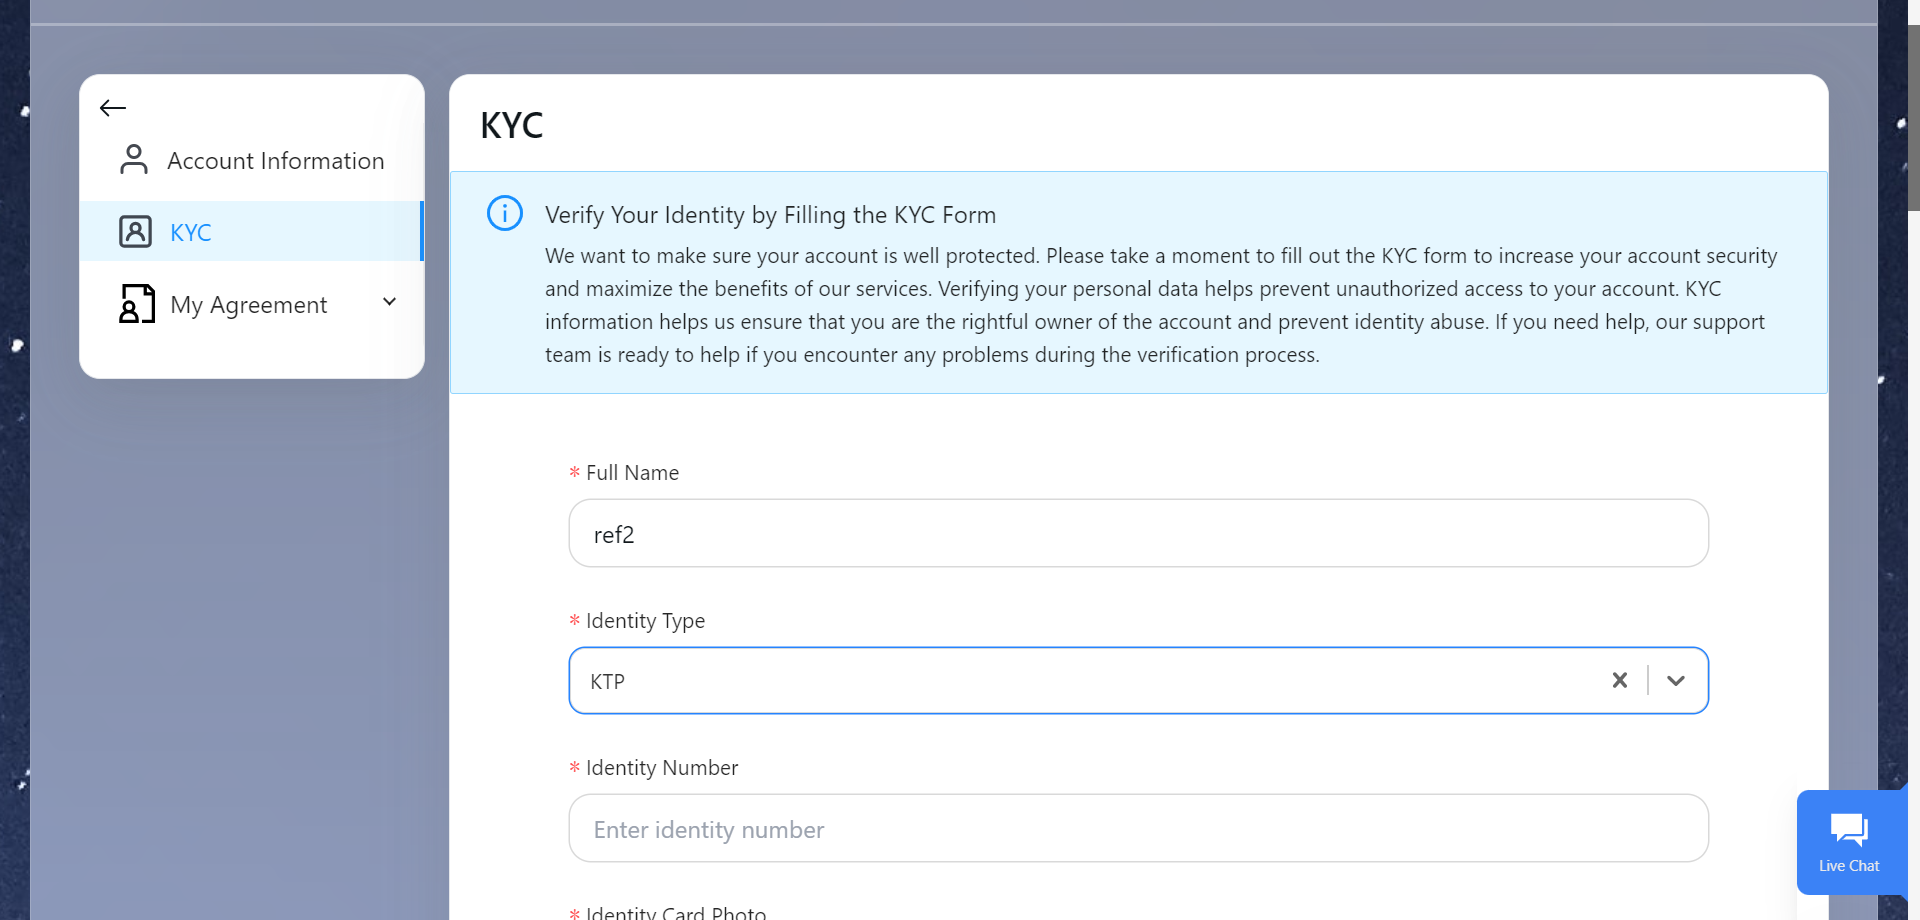 Account Information
KYC
My Agreement
KYC
Verify Your Identity by Filling the KYC Form
We want to make sure your account is well protected. Please take a moment to fill out the KYC form to increase your account security
and maximize the benefits of our services. Verifying your personal data helps prevent unauthorized access to your account. KYC
information helps us ensure that you are the rightful owner of the account and prevent identity abuse. If you need help, our support
team is ready to help if you encounter any problems during the verification process.
* Full Name
ref2
* Identity Type
KTP
* Identity Number
Enter identity number
* Identity Card Photo
Live Chat